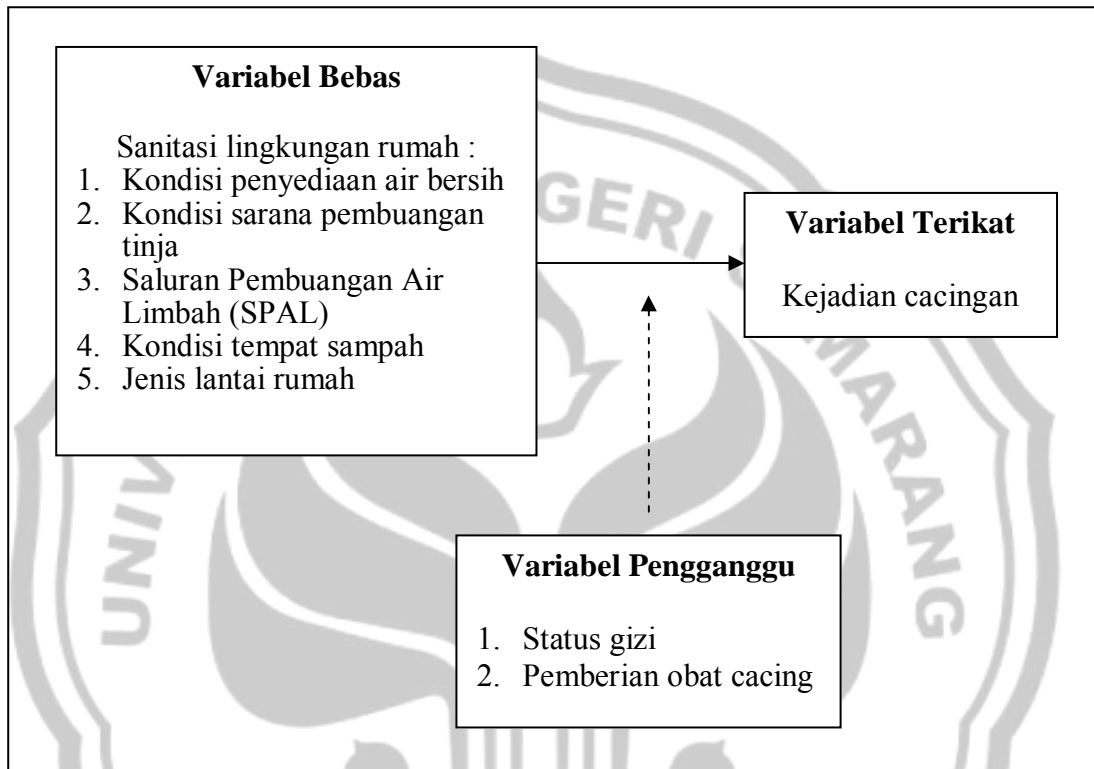 Variabel Bebas
Sanitasi lingkungan rumah :
1. Kondisi penyediaan air bersih
2. Kondisi sarana pembuangan
tinja
3. Saluran Pembuangan Air
Limbah (SPAL)
4. Kondisi tempat sampah
5. Jenis lantai rumah
Variabel Terikat
Kejadian cacingan
Variabel Pengganggu
1. Status gizi
2. Pemberian obat cacing